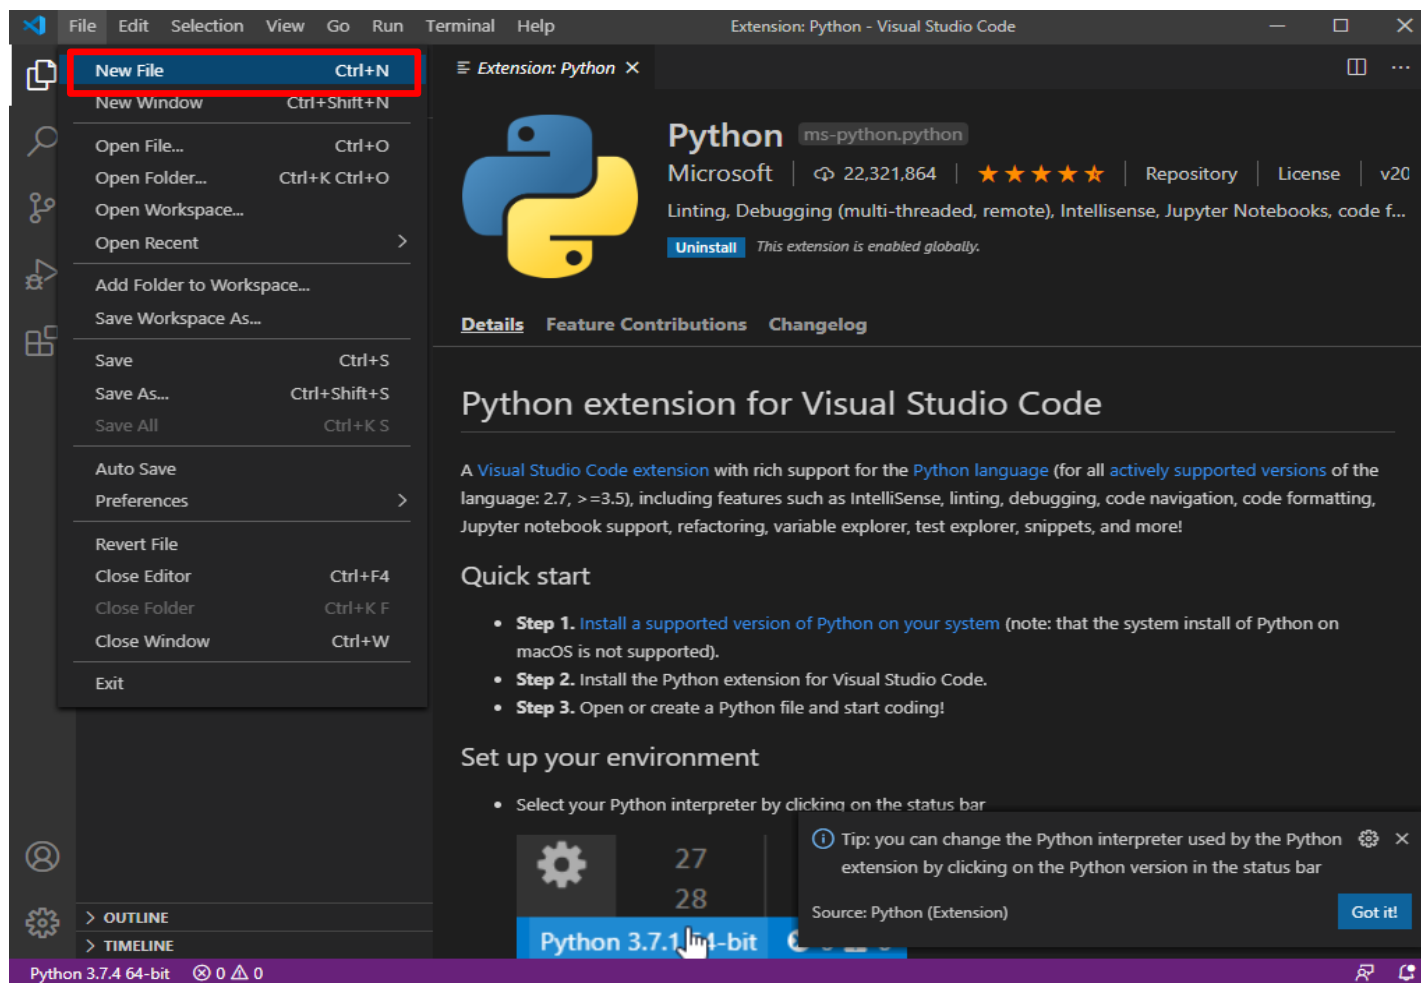 File Edit Selection View Go Run Terminal Help Extension: Python - Visual Studio Code
New File Ctrl+N
New Window Ctrl+Shift+N
Open File... Ctrl+O
Open Folder... Ctrl+K Ctrl+O
Open Workspace...
Open Recent
Add Folder to Workspace...
Save Workspace As...
Save Ctrl+S
Save As... Ctrl+Shift+S
Save All Ctrl+K S
Auto Save
Preferences
Revert File
Close Editor Ctrl+F4
Close Folder Ctrl+K F
Close Window Ctrl+W
Exit
OUTLINE
TIMELINE
Extension: Python
Python ms-python.python
Microsoft 22,321,864 Repository License v20
Linting, Debugging (multi-threaded, remote), Intellisense, Jupyter Notebooks, code f...
Uninstall This extension is enabled globally.
Details Feature Contributions Changelog
Python extension for Visual Studio Code
A Visual Studio Code extension with rich support for the Python language (for all actively supported versions of the
language: 2.7, >=3.5), including features such as IntelliSense, linting, debugging, code navigation, code formatting,
Jupyter notebook support, refactoring, variable explorer, test explorer, snippets, and more!
Quick start
• Step 1. Install a supported version of Python on your system (note: that the system install of Python on
macOS is not supported).
• Step 2. Install the Python extension for Visual Studio Code.
• Step 3. Open or create a Python file and start coding!
Set up your environment
• Select your Python interpreter by clicking on the status bar
27
28
Python 3.7.1 64-bit
Tip: you can change the Python interpreter used by the Python
extension by clicking on the Python version in the status bar
Source: Python (Extension) Got it!
Python 3.7.4 64-bit 0 0